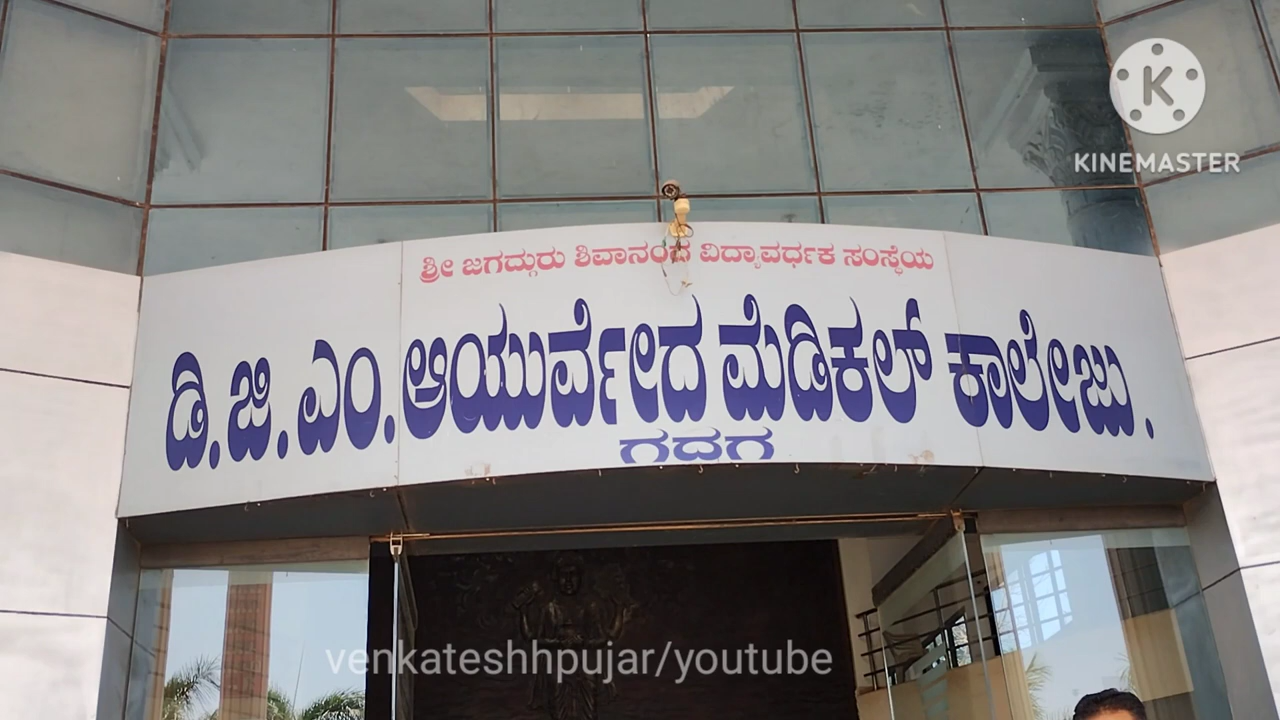 K
KINEMASTER
ಶ್ರೀ ಜಗದ್ಗುರು ಶಿವಾನಂದ ವಿದ್ಯಾವರ್ಧಕ ಸಂಸ್ಥೆಯ
ಡಿ. ಜಿ. ಎಂ. ಆಯುರ್ವೇದ ಮೆಡಿಕಲ್ ಕಾಲೇಜು.
ಗದಗ
venkateshhpujar/youtube